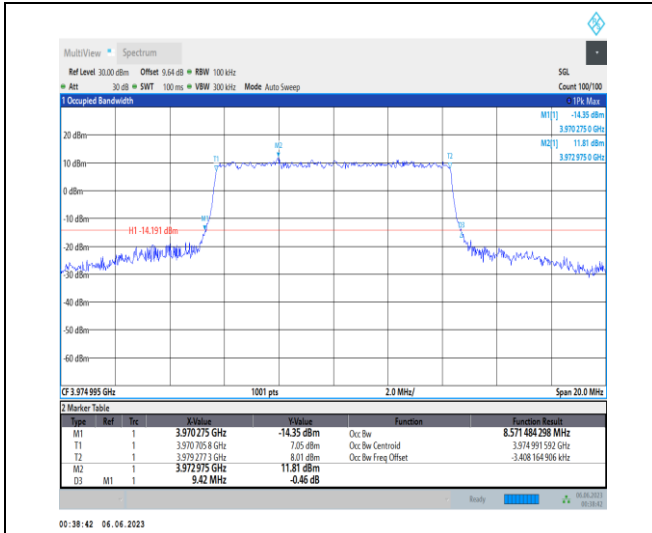 MultiView Spectrum
Ref Level 30.00 dBm Offset 9.64 dB RBW 100 kHz SGL
Att 30 dB SWT 100 ms VBW 300 kHz Mode Auto Sweep Count 100/100
1 Occupied Bandwidth 1Pk Max
M1[1] -14.35 dBm
3.970 275 0 GHz
M2[1] 11.81 dBm
3.972 975 0 GHz
20 dBm
M2
T1 T2
10 dBm
0 dBm
-10 dBm
M1
H1 -14.191 dBm
-20 dBm
-30 dBm
-40 dBm
-50 dBm
-60 dBm
CF 3.974 995 GHz 1001 pts 2.0 MHz/ Span 20.0 MHz
2 Marker Table
Type Ref Trc X-Value Y-Value Function Function Result
M1 1 3.970 275 GHz -14.35 dBm Occ Bw 8.571 484 298 MHz
T1 1 3.970 705 8 GHz 7.05 dBm Occ Bw Centroid 3.974 991 592 GHz
T2 1 3.979 277 3 GHz 8.01 dBm Occ Bw Freq Offset -3.408 164 906 kHz
M2 1 3.972 975 GHz 11.81 dBm
D3 M1 1 9.42 MHz -0.46 dB
Ready 06.06.2023
00:38:42
00:38:42 06.06.2023